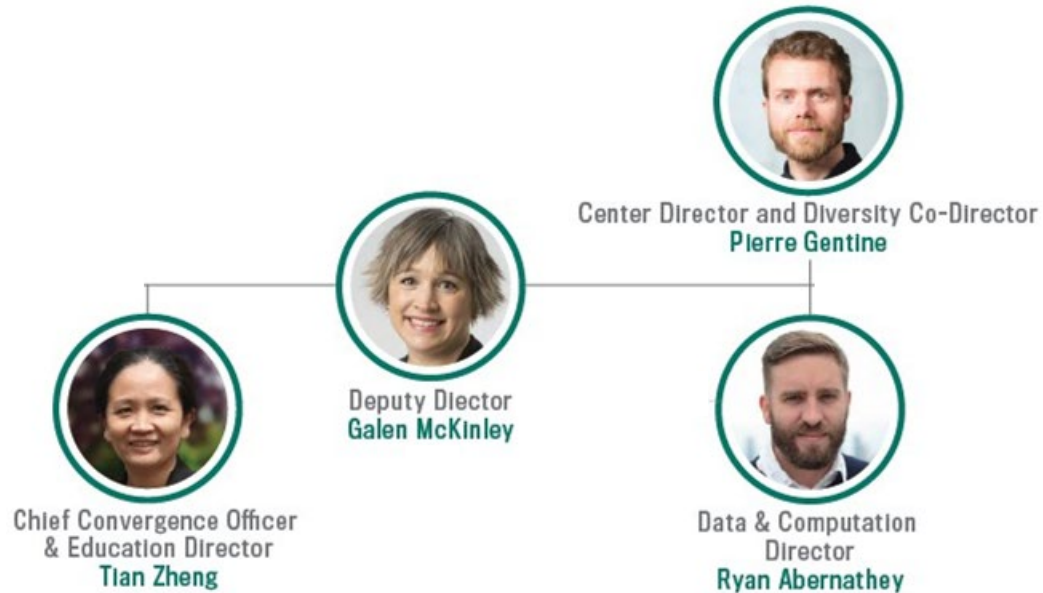 Center Director and Diversity Co-Director
Pierre Gentine
Deputy Diector
Galen McKinley
Chief Convergence Officer
& Education Director
Tian Zheng
Data & Computation
Director
Ryan Abernathey